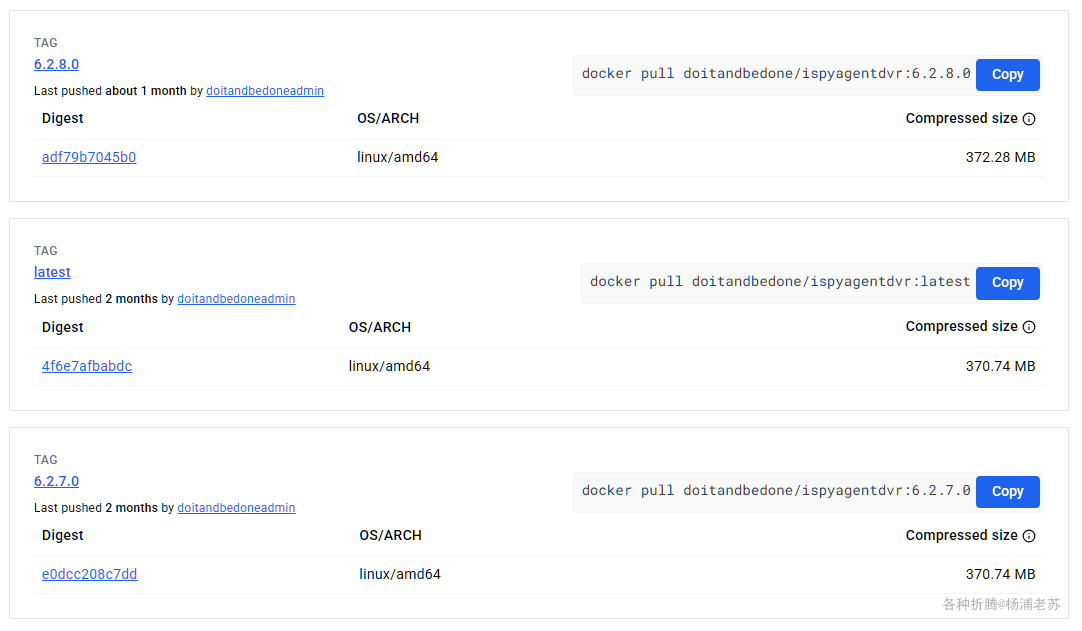 TAG
6.2.8.0
docker pull doitandbedone/ispyagentdvr:6.2.8.0 Copy
Last pushed about 1 month by doitandbedoneadmin
Digest OS/ARCH Compressed size
adf79b7045b0 linux/amd64 372.28 MB
TAG
latest
docker pull doitandbedone/ispyagentdvr:latest Copy
Last pushed 2 months by doitandbedoneadmin
Digest OS/ARCH Compressed size
4f6e7afbabdc linux/amd64 370.74 MB
TAG
6.2.7.0
docker pull doitandbedone/ispyagentdvr:6.2.7.0 Copy
Last pushed 2 months by doitandbedoneadmin
Digest OS/ARCH Compressed size
e0dcc208c7dd linux/amd64 370.74 MB
各种折腾@杨浦老苏